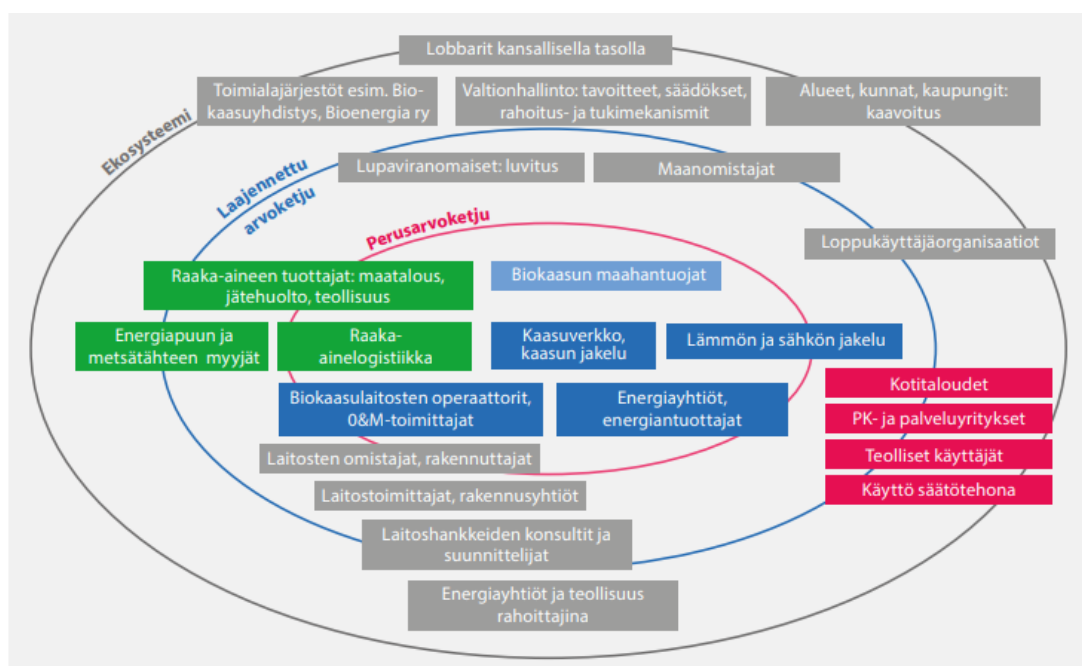 Lobbarit kansallisella tasolla
Toimialajärjestöt esim. Bio-
kaasuyhdistys, Bioenergia ry
Valtionhallinto: tavoitteet, säädökset,
rahoitus- ja tukimekanismit
Alueet, kunnat, kaupungit:
kaavoitus
Ekosysteemi
Lupaviranomaiset: luvitus
Maanomistajat
Laajennettu
arvoketju
Perusarvoketju
Loppukäyttäjäorganisaatiot
Raaka-aineen tuottajat: maatalous,
jätehuolto, teollisuus
Biokaasun maahantuojat
Energiapuun ja
metsätähteen myyjät
Raaka-
ainelogistiikka
Kaasuverkko,
kaasun jakelu
Lämmön ja sähkön jakelu
Biokaasulaitosten operaattorit,
0&M-toimittajat
Energiayhtiöt,
energiantuottajat
Kotitaloudet
PK- ja palveluyritykset
Teolliset käyttäjät
Käyttö säätötehona
Laitosten omistajat, rakennuttajat
Laitostoimittajat, rakennusyhtiöt
Laitoshankkeiden konsultit ja
suunnittelijat
Energiayhtiöt ja teollisuus
rahoittajina